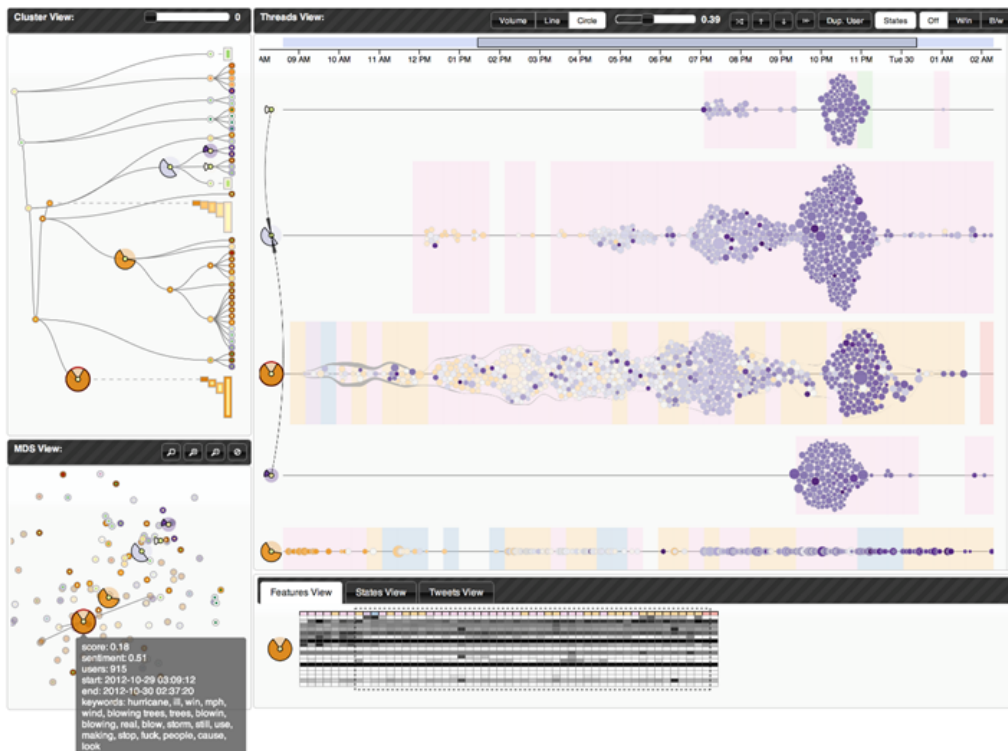 Cluster View:
0
Threads View:
Volume
Line
Circle
0.39
Dup. User
States
Off
Win
B/w
AM
09 AM
10 AM
11 AM
12 PM
01 PM
02 PM
03 PM
04 PM
05 PM
06 PM
07 PM
08 PM
09 PM
10 PM
11 PM
Tue 30
01 AM
02 AM
MDS View:
score: 0.16
sentiment: 0.51
users: 915
start: 2012-10-29 03:09:12
end: 2012-10-30 02:37:20
keywords: hurricane, ill, win, mph,
wind, blowing trees, trees, blowin,
blowing, real, blow, storm, still, use,
making, stop, fuck, people, cause,
look
Features View
States View
Tweets View